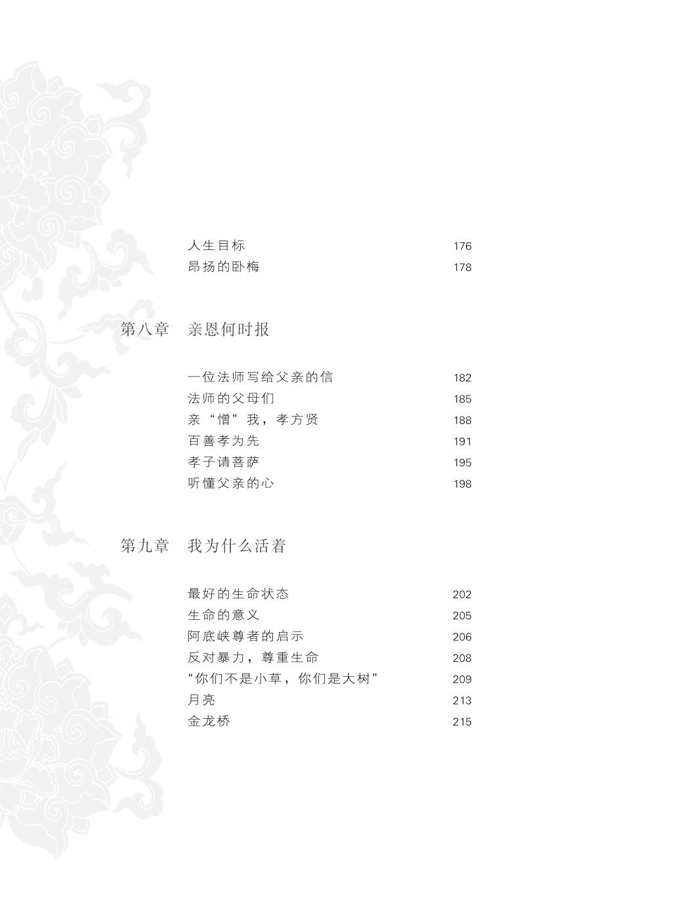 人生目标 176
昂扬的卧梅 178
第八章 亲恩何时报
一位法师写给父亲的信 182
法师的父母们 185
亲“憎”我，孝方贤 188
百善孝为先 191
孝子请菩萨 195
听懂父亲的心 198
第九章 我为什么活着
最好的生命状态 202
生命的意义 205
阿底峡尊者的启示 206
反对暴力，尊重生命 208
“你们不是小草，你们是大树” 209
月亮 213
金龙桥 215